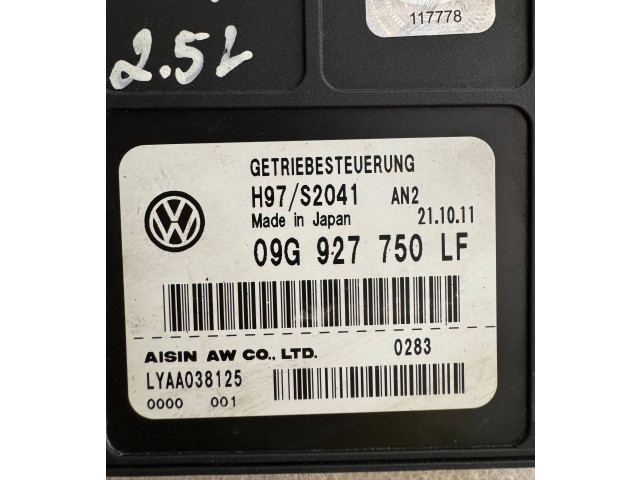 117778
2.5L
GETRIEBESTEUERUNG
H97/S2041 AN2
Made in Japan 21.10.11
09G 927 750 LF
AISIN AW CO., LTD. 0283
LYAA038125
0000 001